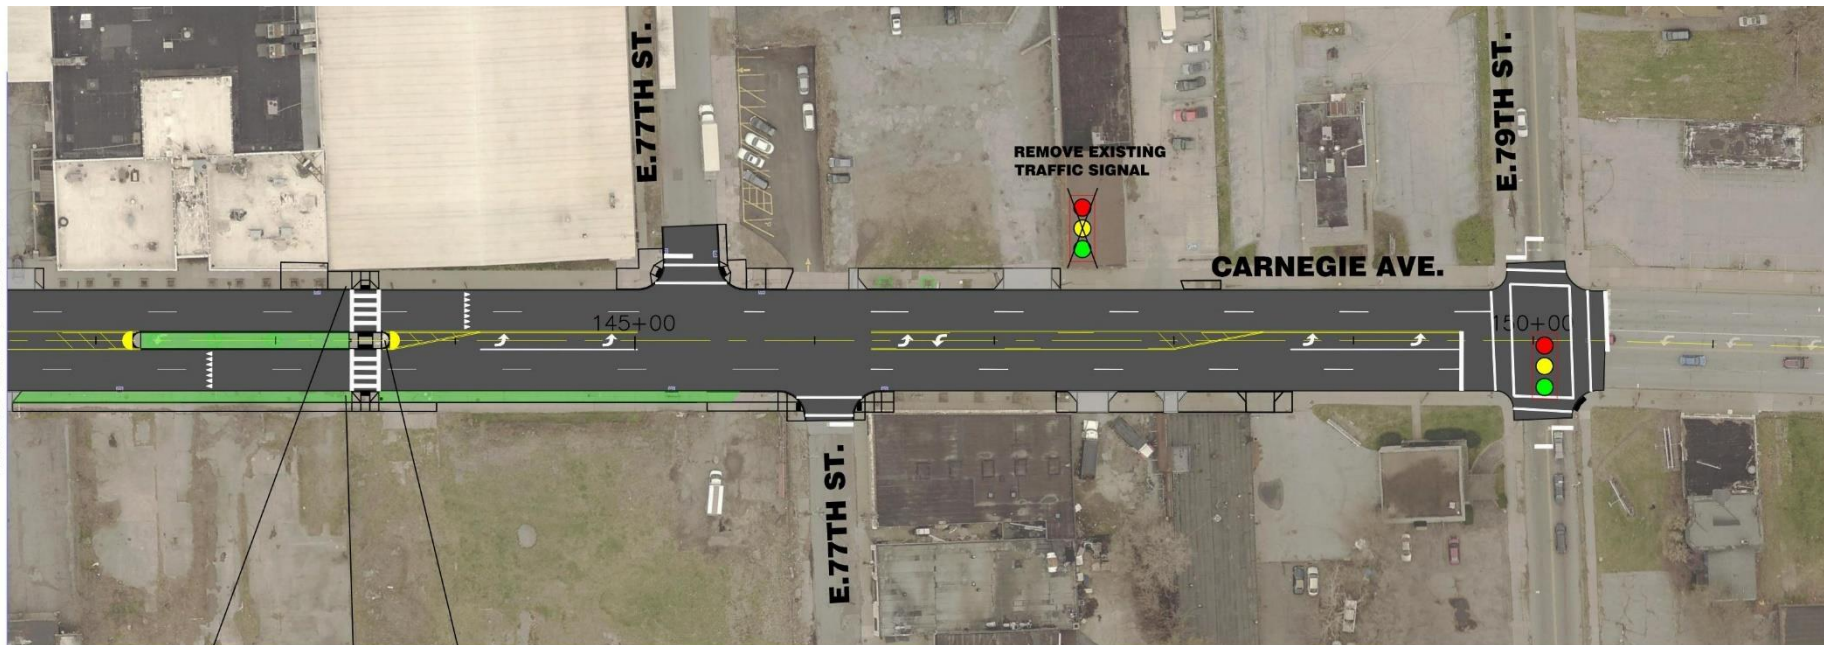 E.77TH ST.
E.79TH ST.
REMOVE EXISTING
TRAFFIC SIGNAL
CARNEGIE AVE.
145+00
150+00
E.77TH ST.